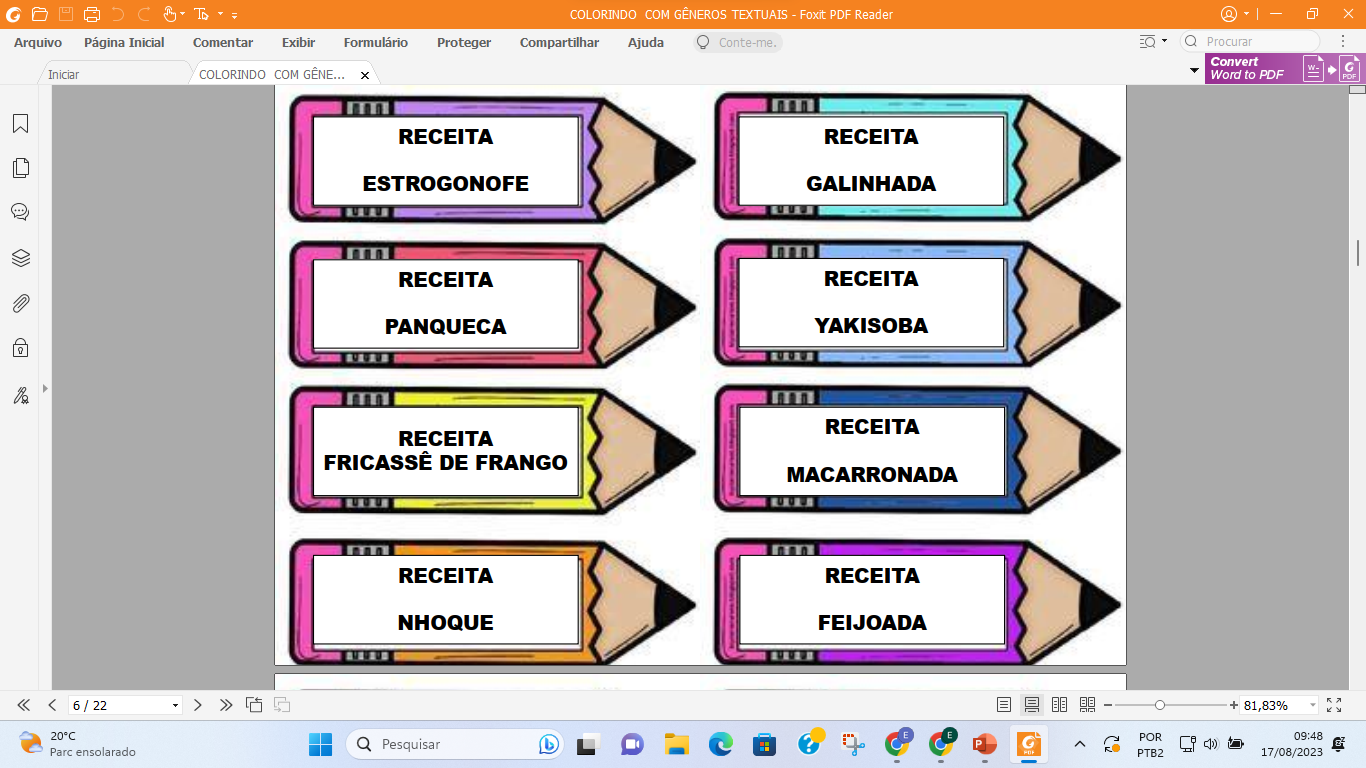 COLORINDO  COM GÊNEROS TEXTUAIS - Foxit PDF Reader
Arquivo Página Inicial Comentar Exibir Formulário Proteger Compartilhar Ajuda Conte-me. Procurar
Iniciar COLORINDO  COM GÊNE... Convert Word to PDF
RECEITA
ESTROGONOFE
RECEITA
GALINHADA
RECEITA
PANQUECA
RECEITA
YAKISOBA
RECEITA
FRICASSÊ DE FRANGO
RECEITA
MACARRONADA
RECEITA
NHOQUE
RECEITA
FEIJOADA
6 / 22 81,83%
20°C
Parc ensolarado
Pesquisar
POR
PTB2
09:48
17/08/2023